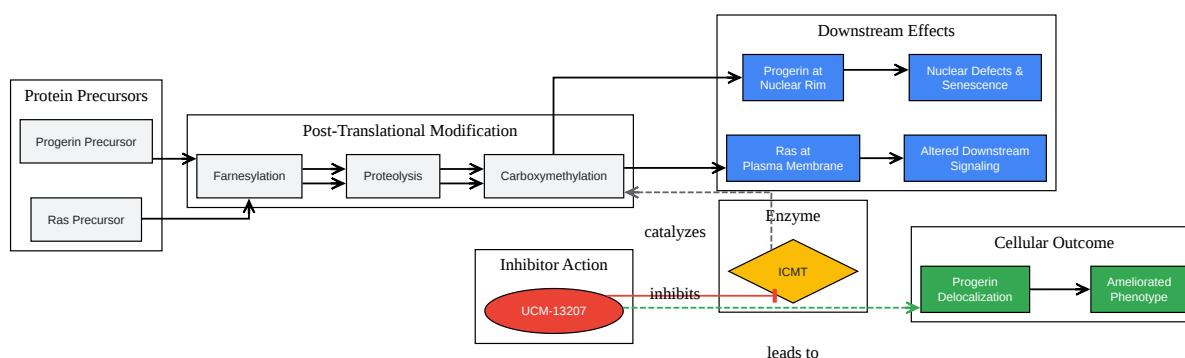 Downstream Effects
Progerin at
Nuclear Rim
Nuclear Defects &
Senescence
Protein Precursors
Progerin Precursor
Post-Translational Modification
Farnesylation
Proteolysis
Carboxymethylation
Ras at
Plasma Membrane
Altered Downstream
Signaling
Ras Precursor
Enzyme
catalyzes
ICMT
Cellular Outcome
Inhibitor Action
Progerin
Delocalization
Ameliorated
Phenotype
inhibits
UCM-13207
leads to